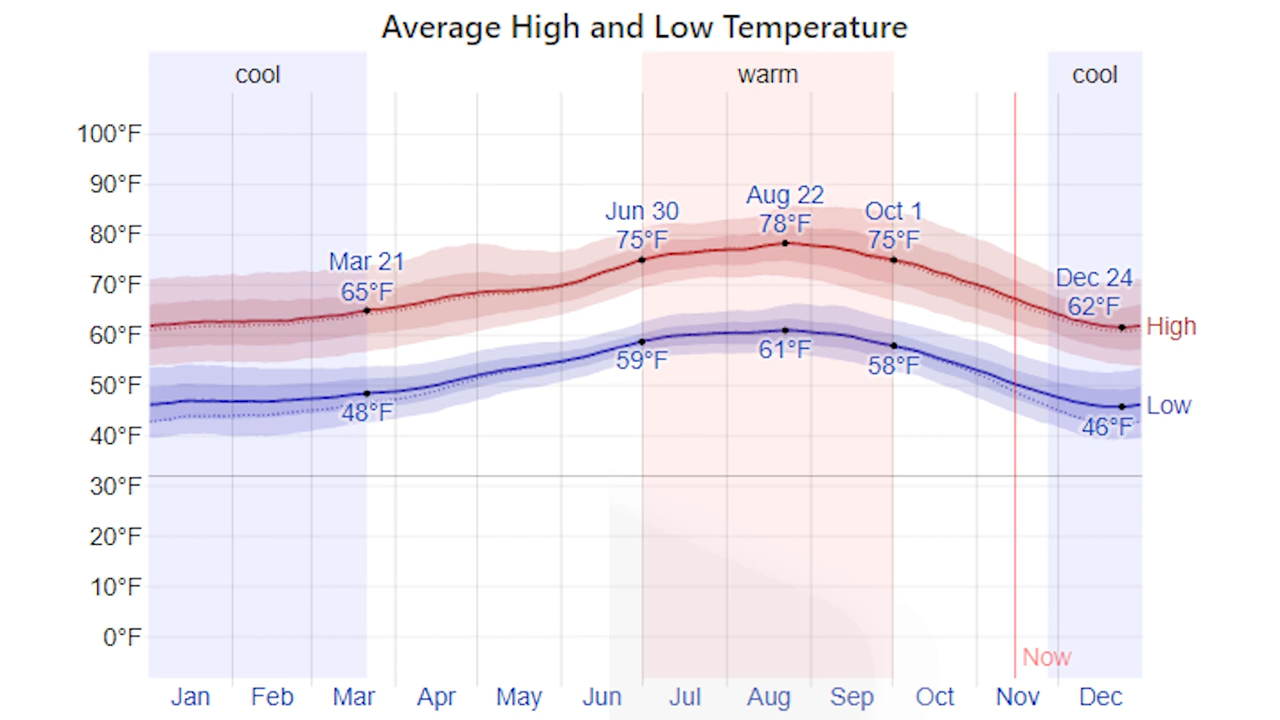 Average High and Low Temperature
cool
warm
cool
100°F
90°F
80°F
70°F
60°F
50°F
40°F
30°F
20°F
10°F
0°F
Mar 21
65°F
Jun 30
75°F
Aug 22
78°F
Oct 1
75°F
Dec 24
62°F
High
48°F
59°F
61°F
58°F
46°F
Low
Now
Jan Feb Mar Apr May Jun Jul Aug Sep Oct Nov Dec